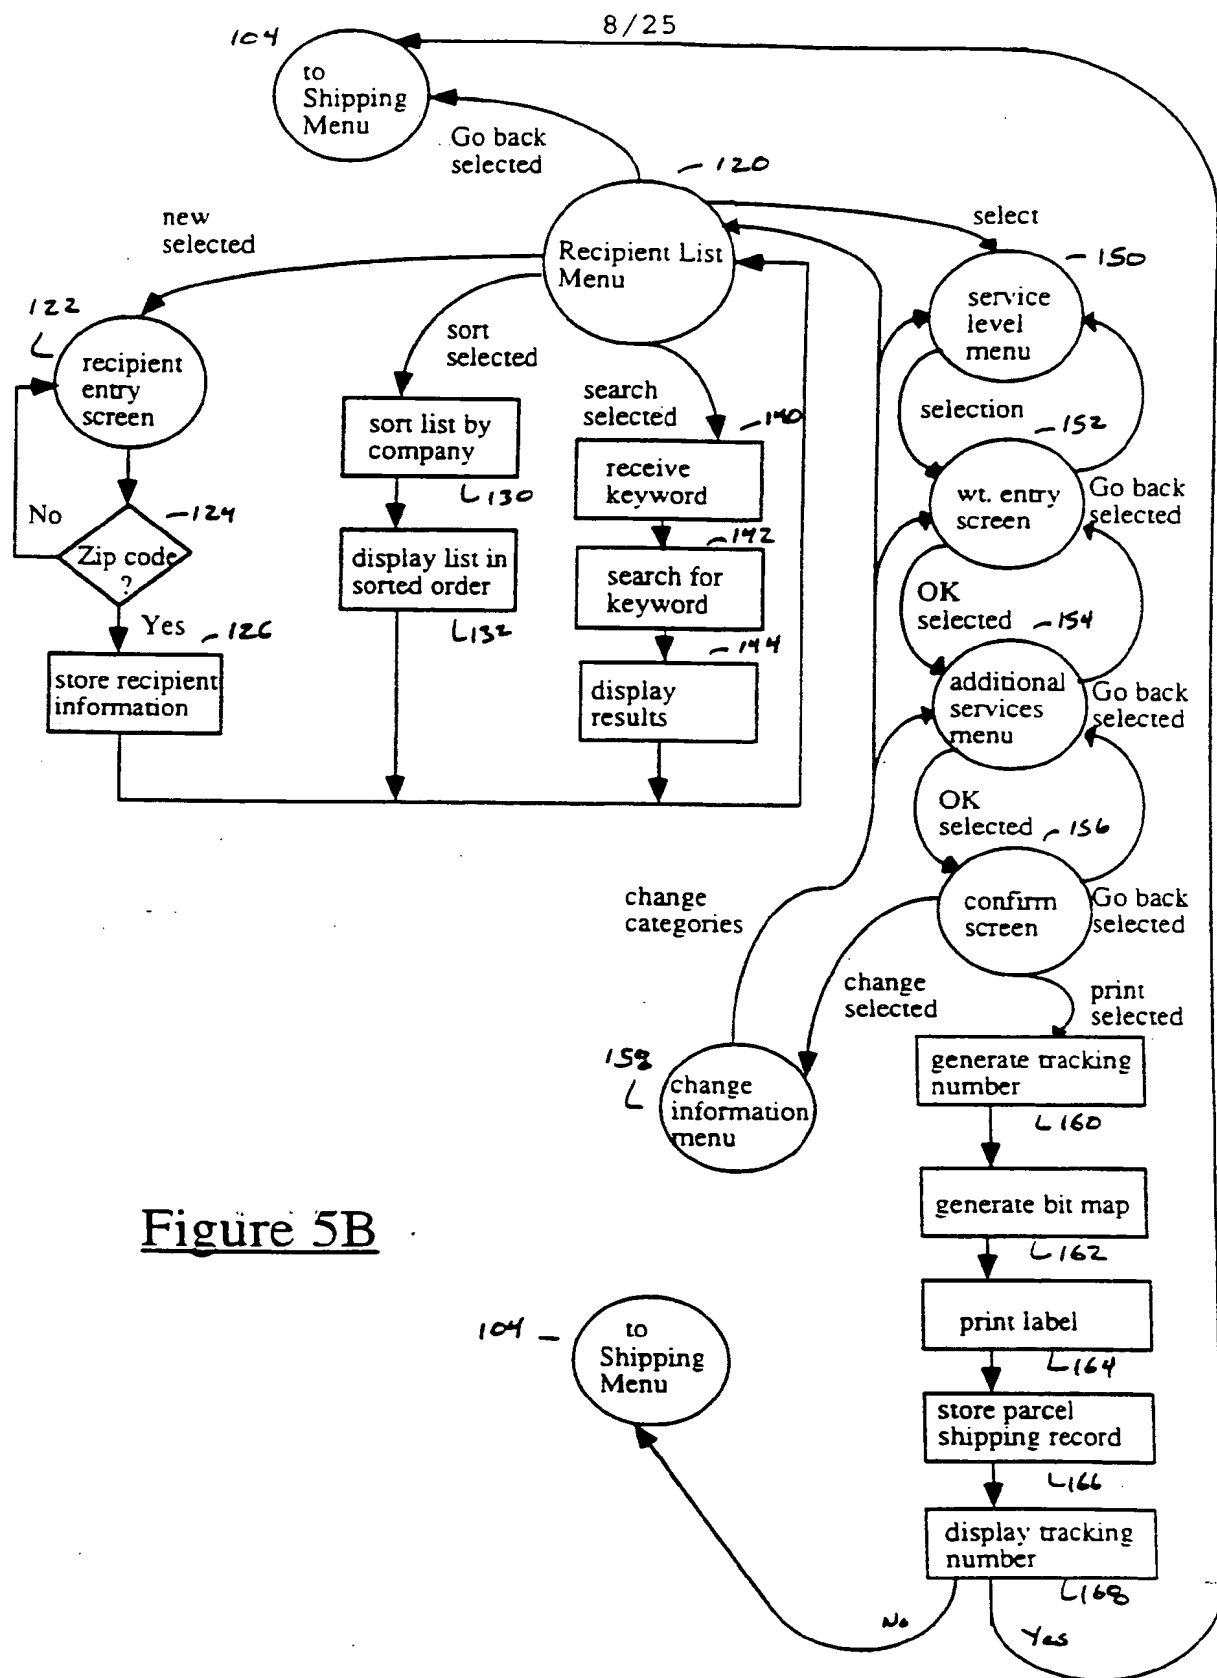 8/25
104
to
Shipping
Menu
Go back
selected
120
new
selected
select
Recipient List
Menu
150
service
level
menu
122
recipient
entry
screen
sort
selected
search
selected
140
selection
152
sort list by
company
130
receive
keyword
wt. entry
screen
Go back
selected
No
124
Zip code
?
142
display list in
sorted order
132
search for
keyword
OK
selected
154
Yes
126
144
store recipient
information
display
results
additional
services
menu
Go back
selected
OK
selected
156
change
categories
confirm
screen
Go back
selected
change
selected
print
selected
158
change
information
menu
generate tracking
number
160
generate bit map
162
Figure 5B
104
to
Shipping
Menu
print label
164
store parcel
shipping record
166
display tracking
number
168
No
Yes